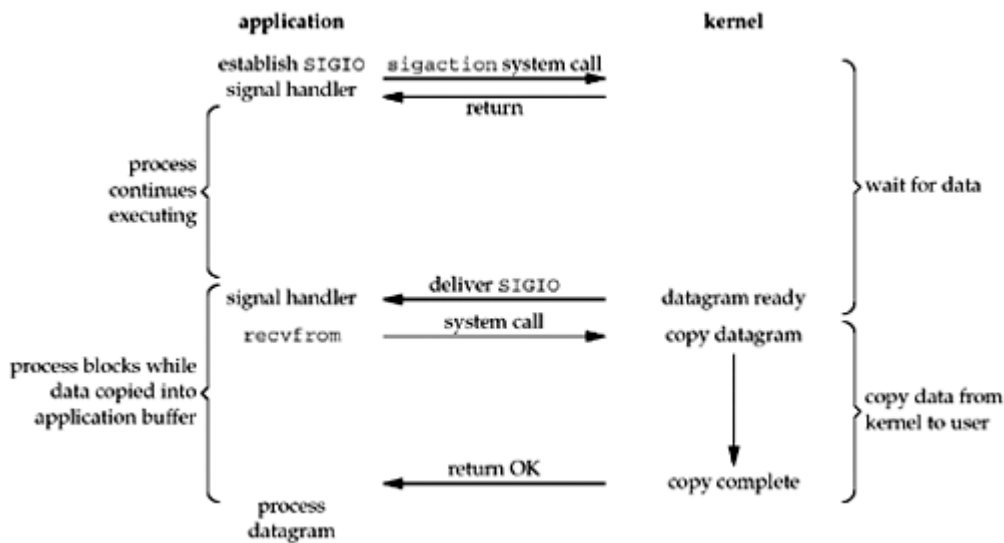 application kernel
establish SIGIO sigaction system call
signal handler
return
process
continues
executing
wait for data
deliver SIGIO
signal handler datagram ready
system call
recvfrom copy datagram
process blocks while
data copied into
application buffer
copy data from
kernel to user
return OK
copy complete
process
datagram